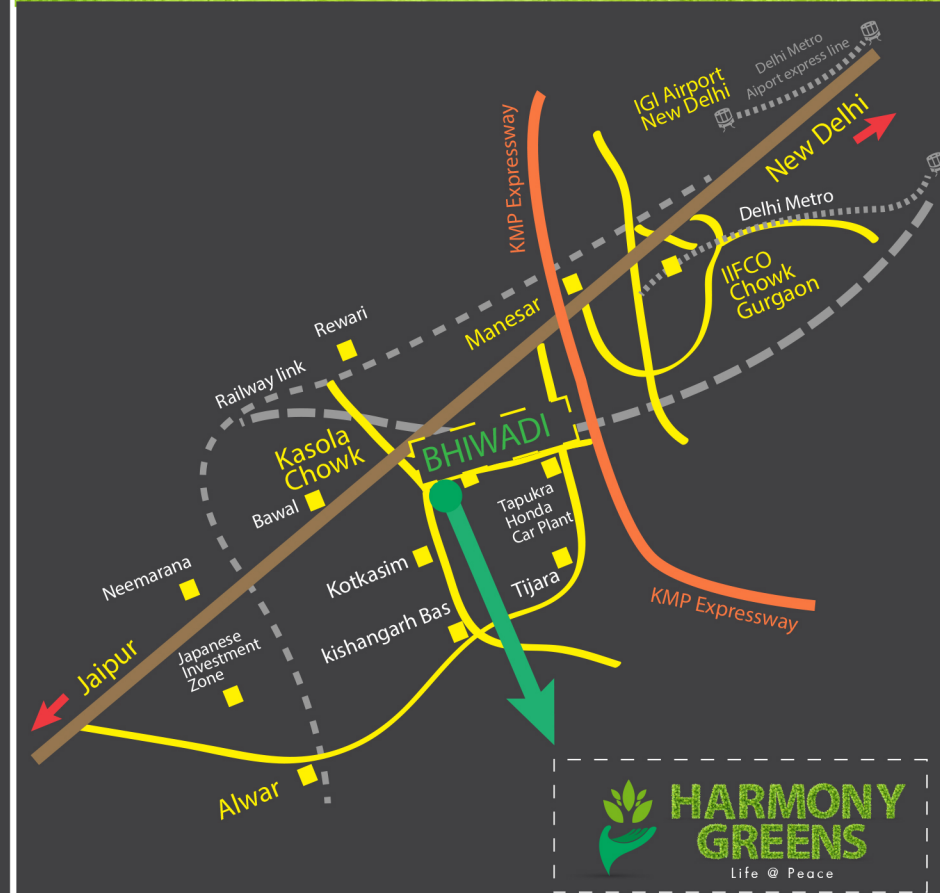 Delhi Metro
Aiport express line
IGI Airport
New Delhi
New Delhi
KMP Expressway
Delhi Metro
IIFCO
Chowk
Gurgaon
Manesar
Rewari
Railway link
Kasola
Chowk
BHIWADI
Bawal
Tapukra
Honda
Car Plant
Neemarana
Kotkasim
Tijara
KMP Expressway
kishangarh Bas
Japanese
Investment
Zone
Jaipur
Alwar
HARMONY
GREENS
Life @ Peace